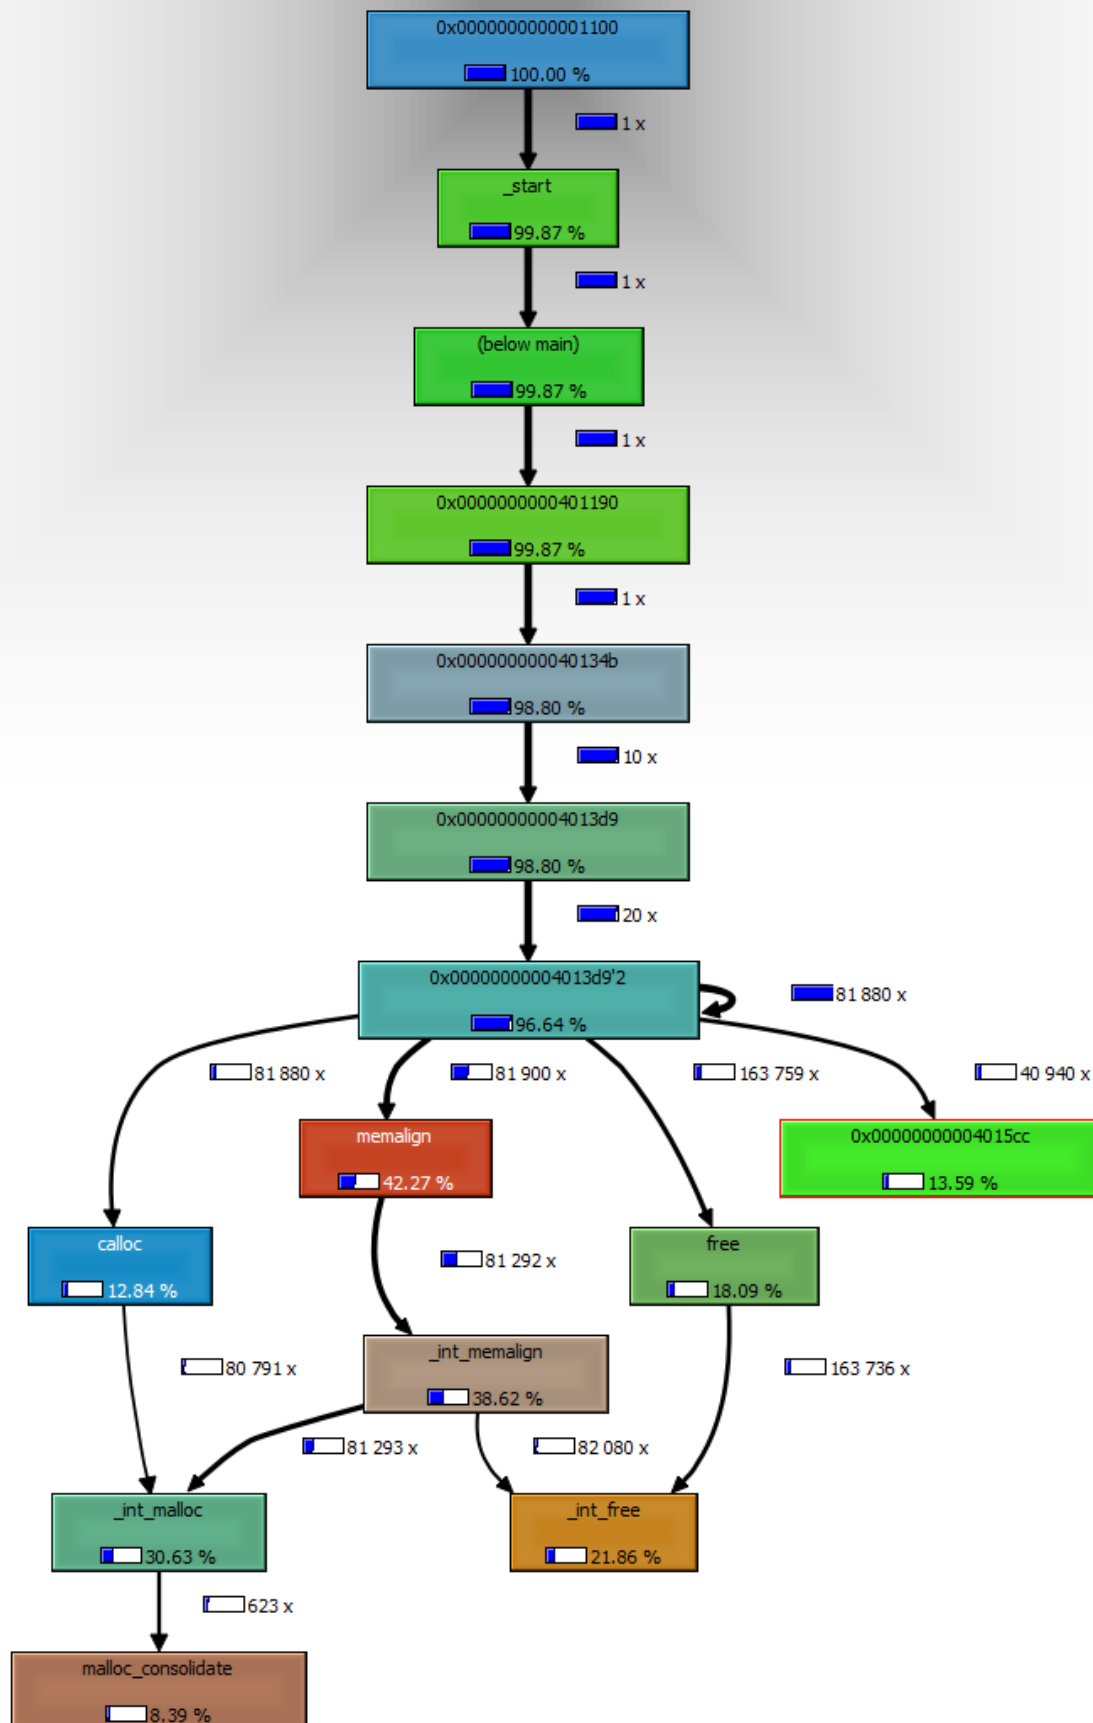 0x0000000000001100
100.00 %
1 x
_start
99.87 %
1 x
(below main)
99.87 %
1 x
0x0000000000401190
99.87 %
1 x
0x000000000040134b
98.80 %
10 x
0x00000000004013d9
98.80 %
20 x
0x00000000004013d9'2
96.64 %
81 880 x
81 880 x
81 900 x
163 759 x
40 940 x
memalign
42.27 %
0x00000000004015cc
13.59 %
calloc
12.84 %
81 292 x
free
18.09 %
80 791 x
_int_memalign
38.62 %
163 736 x
81 293 x
82 080 x
_int_malloc
30.63 %
_int_free
21.86 %
623 x
malloc_consolidate
8.39 %